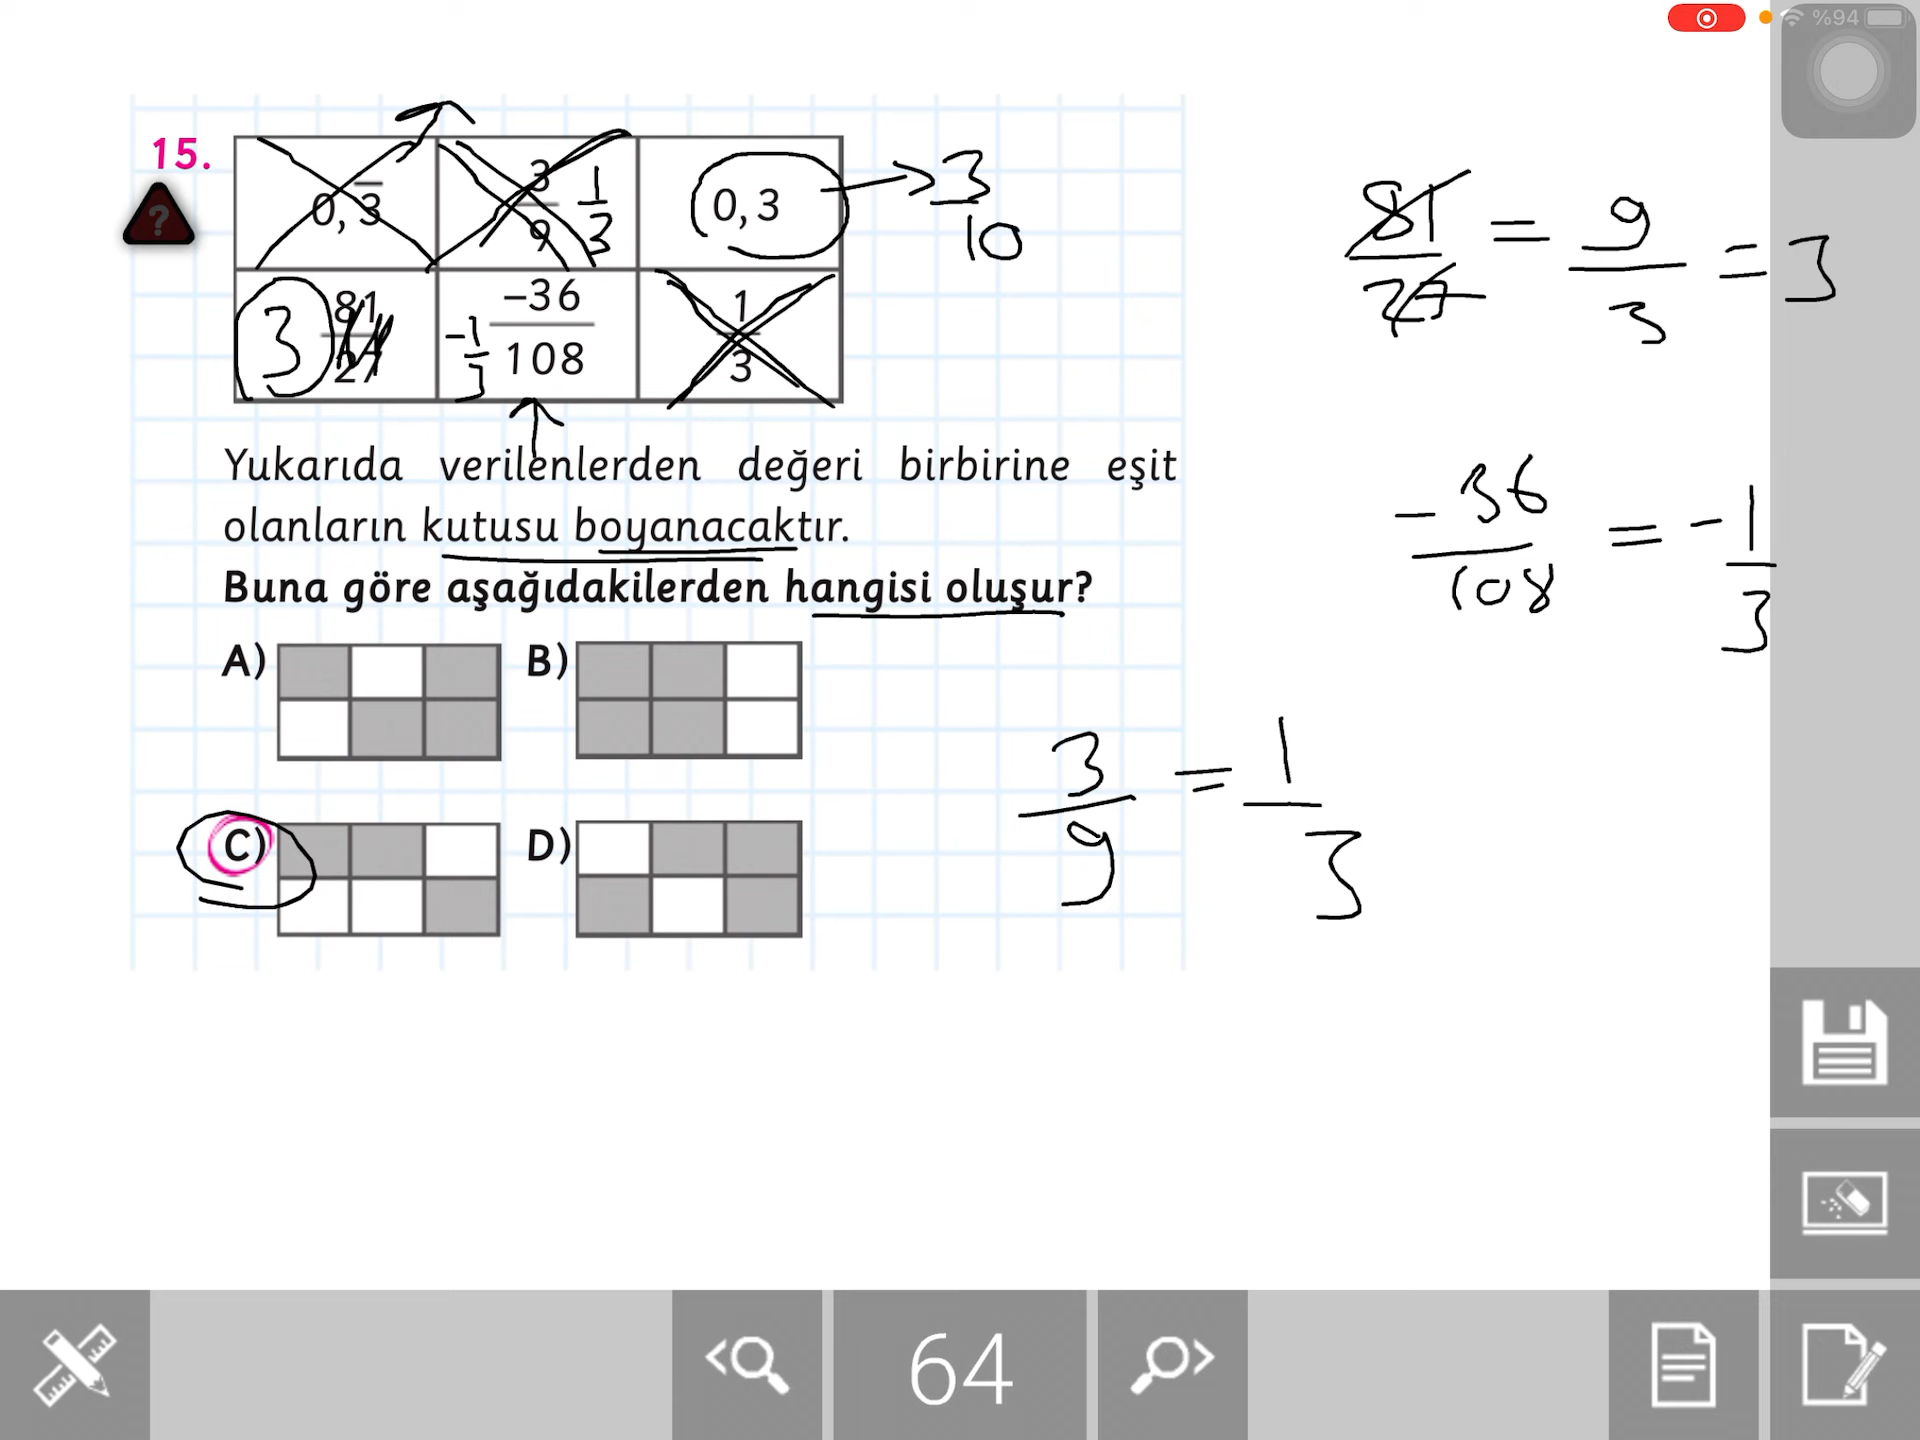 %94
15.
0,3̅
3/9
1/3
0,3
3/10
81/27 = 9/3 = 3
3
81/27
-1/3
−36/108
1/3
-36/108 = -1/3
Yukarıda verilenlerden değeri birbirine eşit
olanların kutusu boyanacaktır.
Buna göre aşağıdakilerden hangisi oluşur?
A)
B)
3/9 = 1/3
C)
D)
64